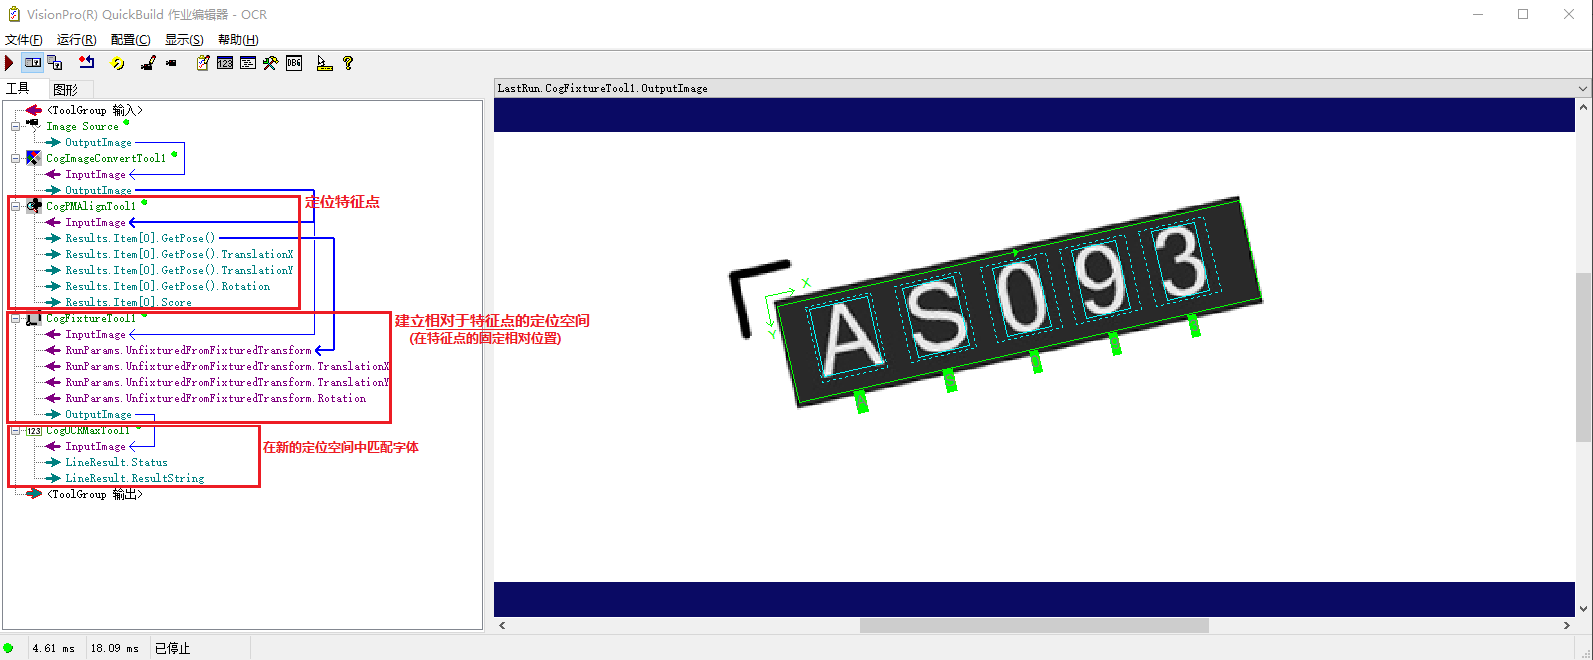 VisionPro(R) QuickBuild 作业编辑器 - OCR
文件(F) 运行(R) 配置(C) 显示(S) 帮助(H)
工具 图形
LastRun.CogFixtureTool1.OutputImage
<ToolGroup 输入>
Image Source
OutputImage
CogImageConvertTool1
InputImage
OutputImage
CogPMAlignTool1
定位特征点
InputImage
Results.Item[0].GetPose()
Results.Item[0].GetPose().TranslationX
Results.Item[0].GetPose().TranslationY
Results.Item[0].GetPose().Rotation
Results.Item[0].Score
CogFixtureTool1
建立相对于特征点的定位空间
(在特征点的固定相对位置)
InputImage
RunParams.UnfixturedFromFixturedTransform
RunParams.UnfixturedFromFixturedTransform.TranslationX
RunParams.UnfixturedFromFixturedTransform.TranslationY
RunParams.UnfixturedFromFixturedTransform.Rotation
OutputImage
CogOCRMaxTool1
在新的定位空间中匹配字体
InputImage
LineResult.Status
LineResult.ResultString
<ToolGroup 输出>
X
Y
AS093
4.61 ms 18.09 ms 已停止